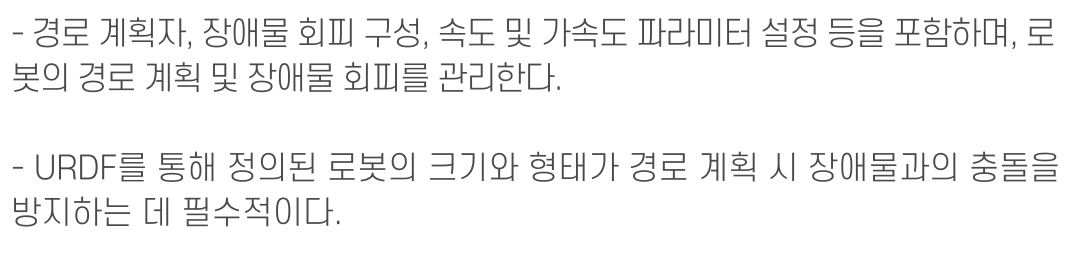 - 경로 계획자, 장애물 회피 구성, 속도 및 가속도 파라미터 설정 등을 포함하며, 로
봇의 경로 계획 및 장애물 회피를 관리한다.
- URDF를 통해 정의된 로봇의 크기와 형태가 경로 계획 시 장애물과의 충돌을
방지하는 데 필수적이다.